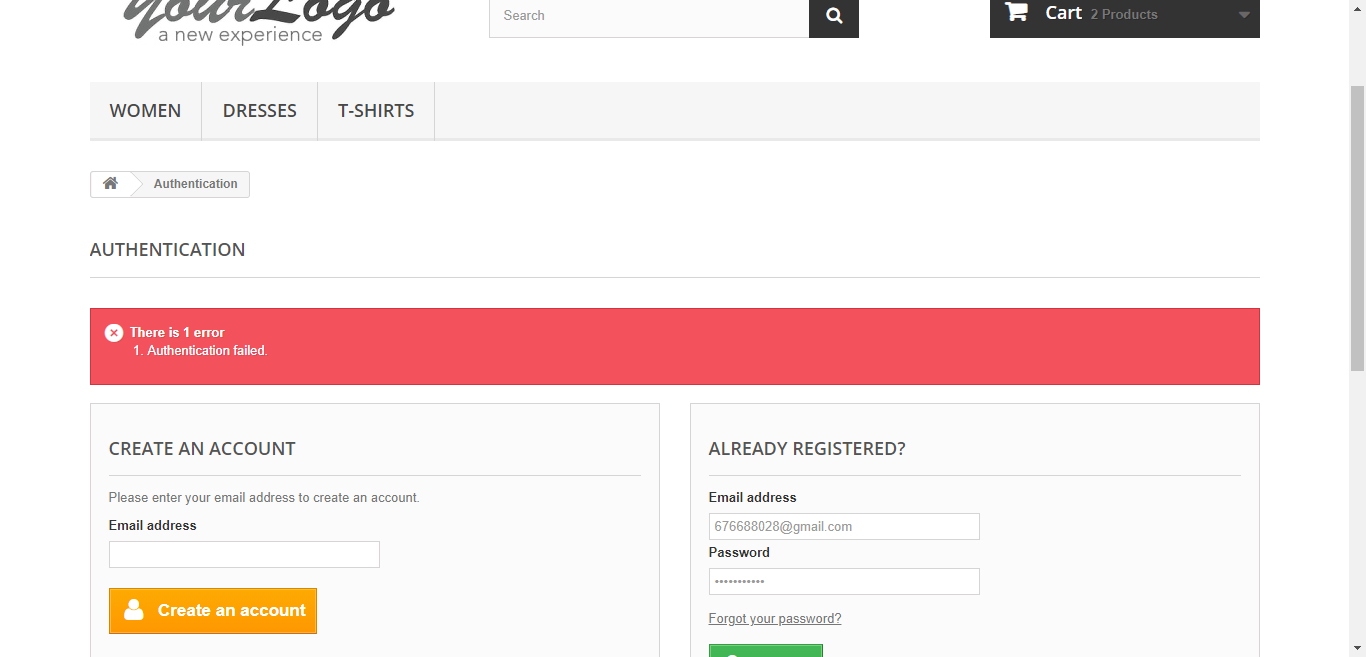 yourLogo
a new experience
Search
Cart 2 Products
WOMEN
DRESSES
T-SHIRTS
Authentication
AUTHENTICATION
There is 1 error
1. Authentication failed.
CREATE AN ACCOUNT
Please enter your email address to create an account.
Email address
Create an account
ALREADY REGISTERED?
Email address
676688028@gmail.com
Password
•••••••••••
Forgot your password?